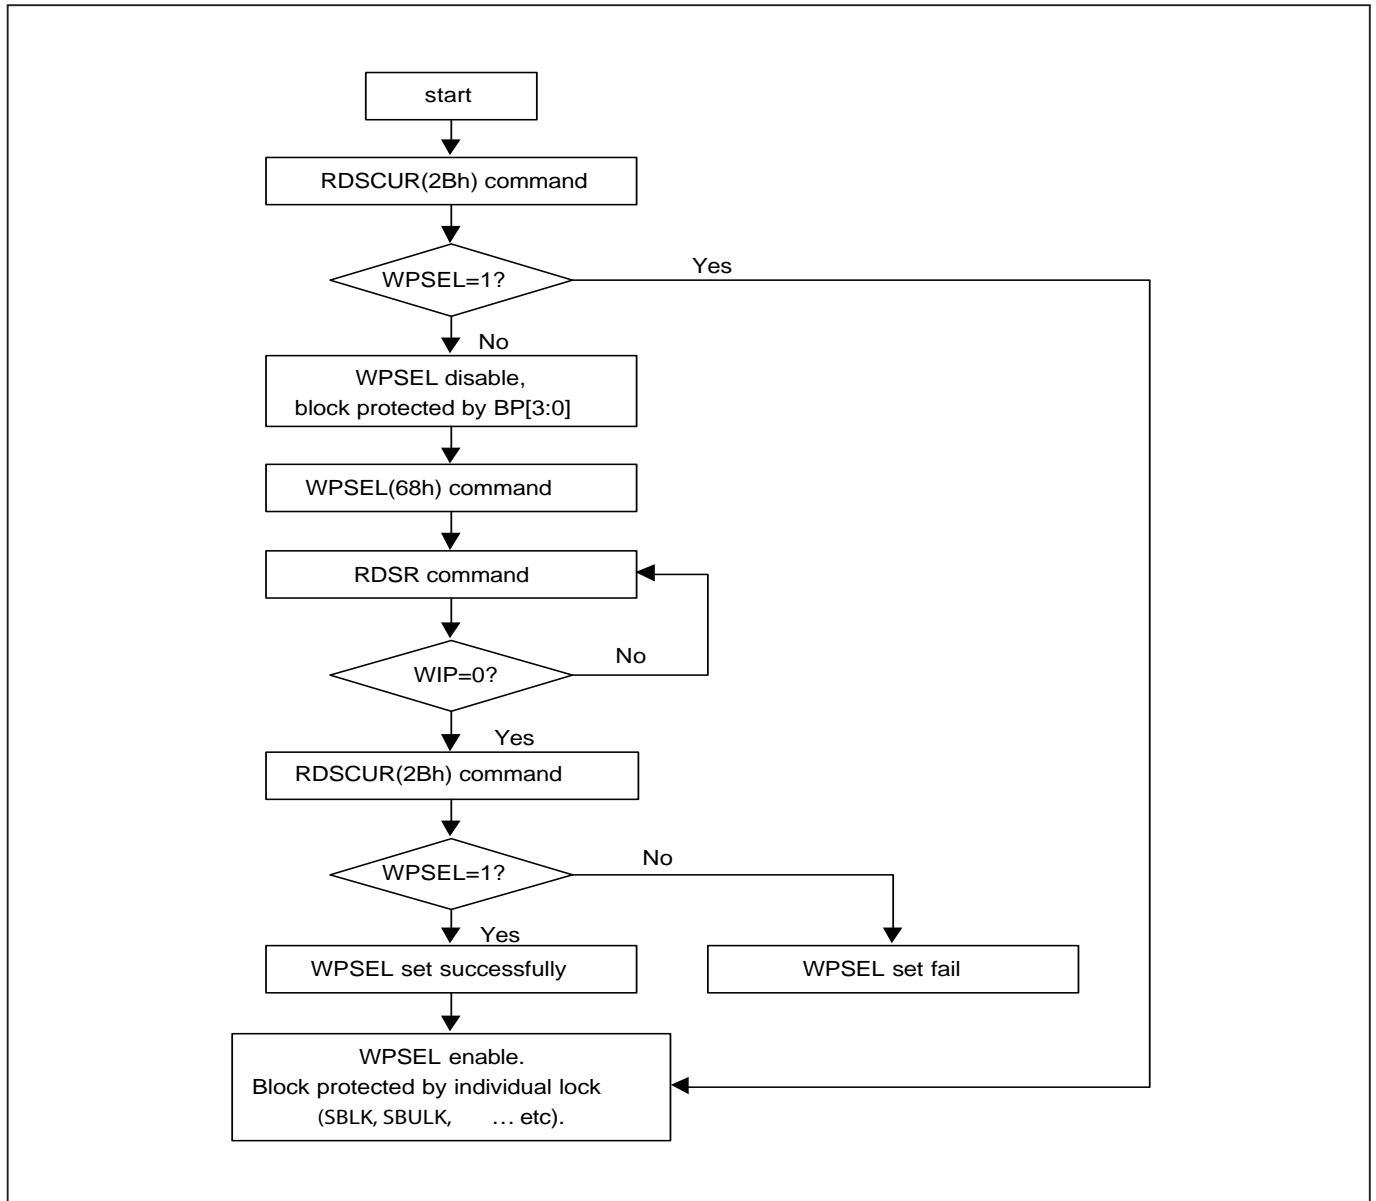 start
RDSCUR(2Bh) command
WPSEL=1?
Yes
No
WPSEL disable,
block protected by BP[3:0]
WPSEL(68h) command
RDSR command
WIP=0?
No
Yes
RDSCUR(2Bh) command
WPSEL=1?
No
Yes
WPSEL set successfully
WPSEL set fail
WPSEL enable.
Block protected by individual lock
(SBLK, SBULK, … etc).